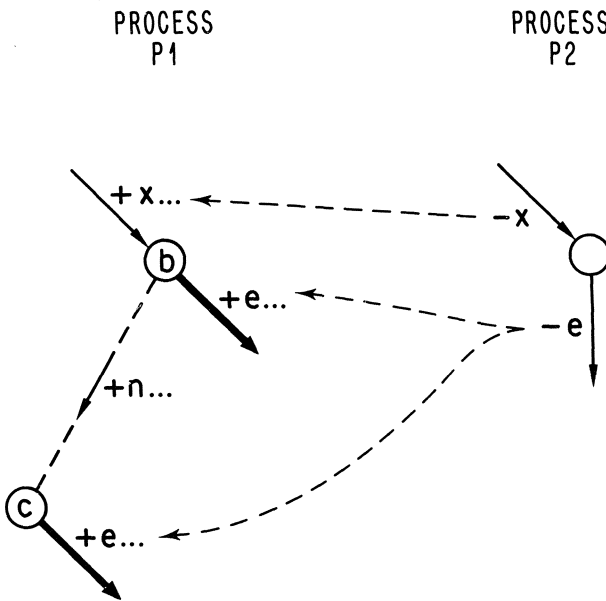 PROCESS
P1
PROCESS
P2
+x...
-x
b
+e...
-e
+n...
c
+e...